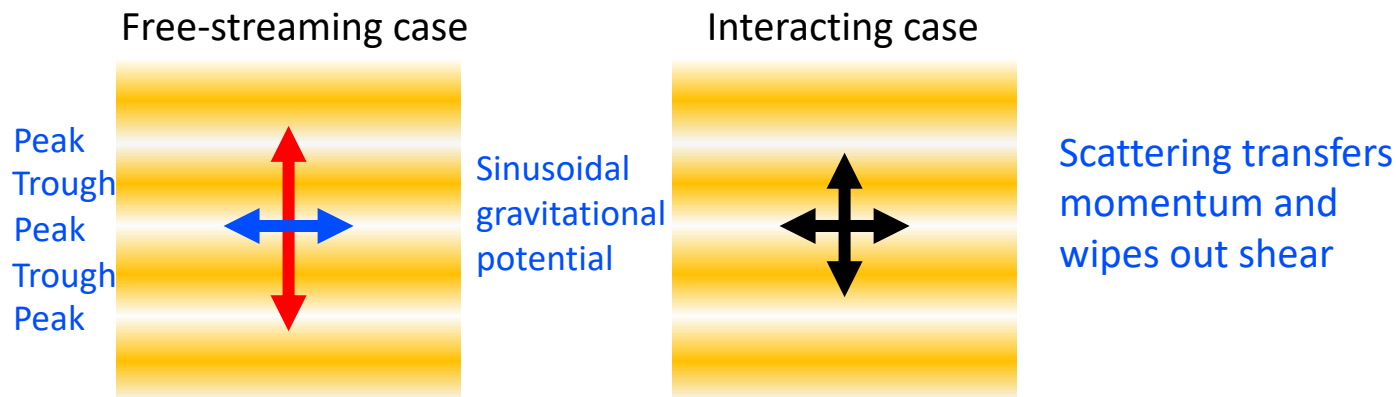 Free-streaming case
Interacting case
Peak
Trough
Peak
Trough
Peak
Sinusoidal
gravitational
potential
Scattering transfers
momentum and
wipes out shear